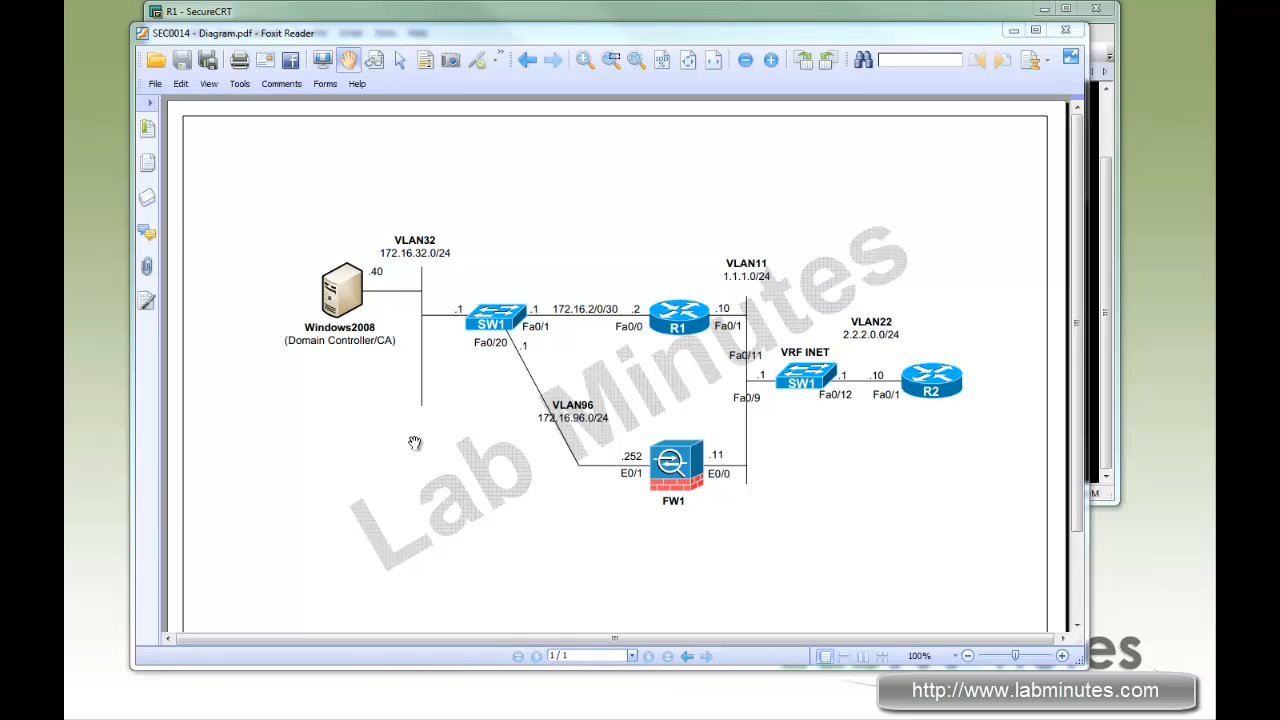 R1 - SecureCRT
SEC0014 - Diagram.pdf - Foxit Reader
File Edit View Tools Comments Forms Help
VLAN32
172.16.32.0/24
.40
Windows2008
(Domain Controller/CA)
.1
SW1
.1
Fa0/1
Fa0/20
.1
172.16.2/0/30
.2
Fa0/0
R1
.10
Fa0/1
VLAN11
1.1.1.0/24
Fa0/11
VRF INET
.1
SW1
Fa0/9
.1
Fa0/12
VLAN22
2.2.2.0.0/24
.10
Fa0/1
R2
VLAN96
172.16.96.0/24
.252
E0/1
FW1
.11
E0/0
Lab Minutes
1 / 1
100%
http://www.labminutes.com